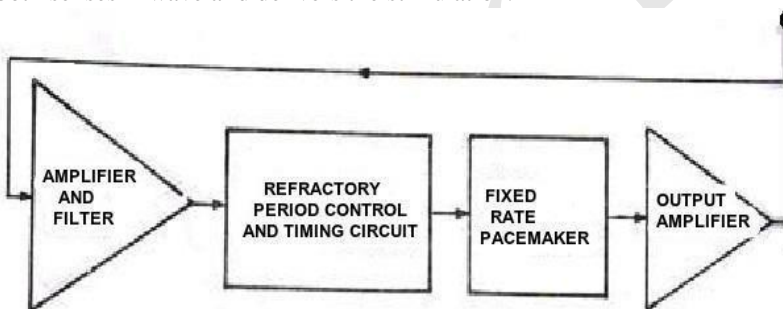 AMPLIFIER
AND
FILTER
REFRACTORY
PERIOD CONTROL
AND TIMING CIRCUIT
FIXED
RATE
PACEMAKER
OUTPUT
AMPLIFIER